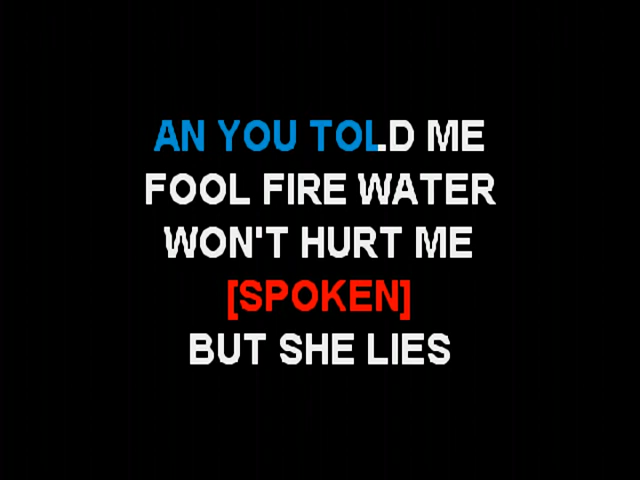 AN YOU TOLD ME
FOOL FIRE WATER
WON'T HURT ME
[SPOKEN]
BUT SHE LIES